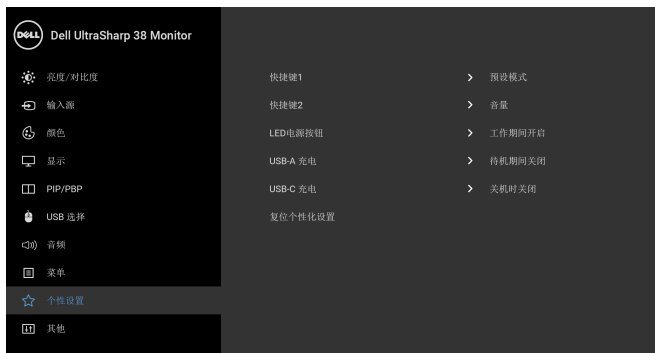 DELL Dell UltraSharp 38 Monitor
亮度/对比度 快捷键1 预设模式
输入源 快捷键2 音量
颜色 LED电源按钮 工作期间开启
显示 USB-A 充电 待机期间关闭
PIP/PBP USB-C 充电 关机时关闭
USB 选择 复位个性化设置
音频
菜单
个性设置
其他